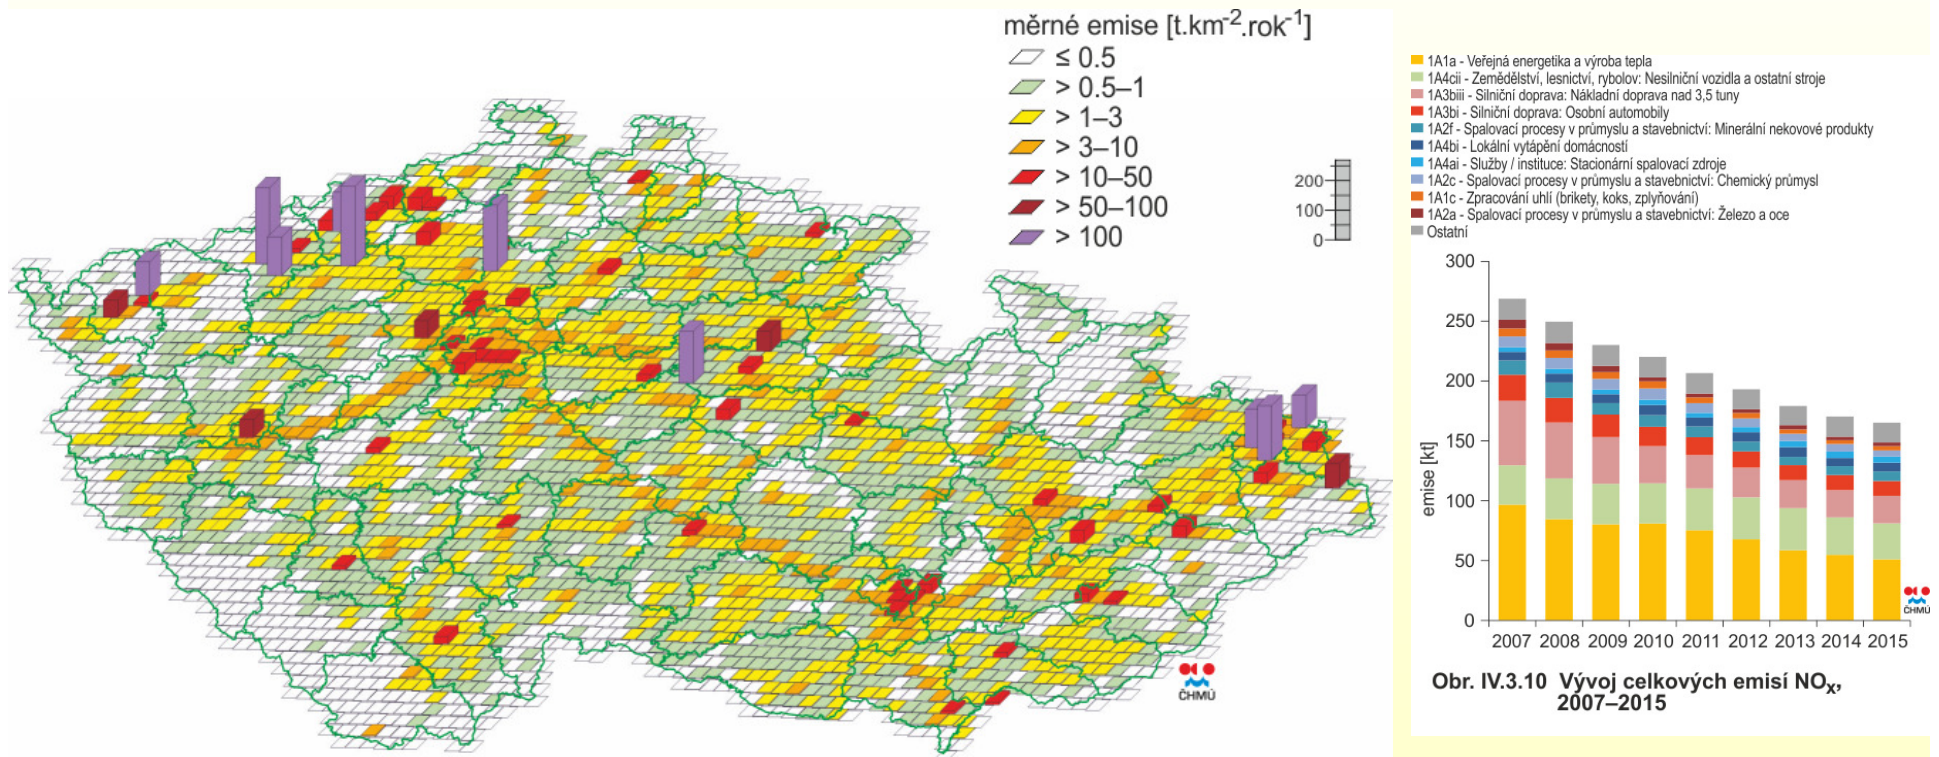 měrné emise [t.km-2.rok-1]
≤ 0.5
> 0.5–1
> 1–3
> 3–10
> 10–50
> 50–100
> 100
200
100
0
ČHMÚ
1A1a - Veřejná energetika a výroba tepla
1A4cii - Zemědělství, lesnictví, rybolov: Nesilniční vozidla a ostatní stroje
1A3biii - Silniční doprava: Nákladní doprava nad 3,5 tuny
1A3bi - Silniční doprava: Osobní automobily
1A2f - Spalovací procesy v průmyslu a stavebnictví: Minerální nekovové produkty
1A4bi - Lokální vytápění domácností
1A4ai - Služby / instituce: Stacionární spalovací zdroje
1A2c - Spalovací procesy v průmyslu a stavebnictví: Chemický průmysl
1A1c - Zpracování uhlí (brikety, koks, zplyňování)
1A2a - Spalovací procesy v průmyslu a stavebnictví: Železo a oce
Ostatní
300
250
200
150
100
50
0
emise [kt]
2007 2008 2009 2010 2011 2012 2013 2014 2015
ČHMÚ
Obr. IV.3.10 Vývoj celkových emisí NOx,
2007–2015